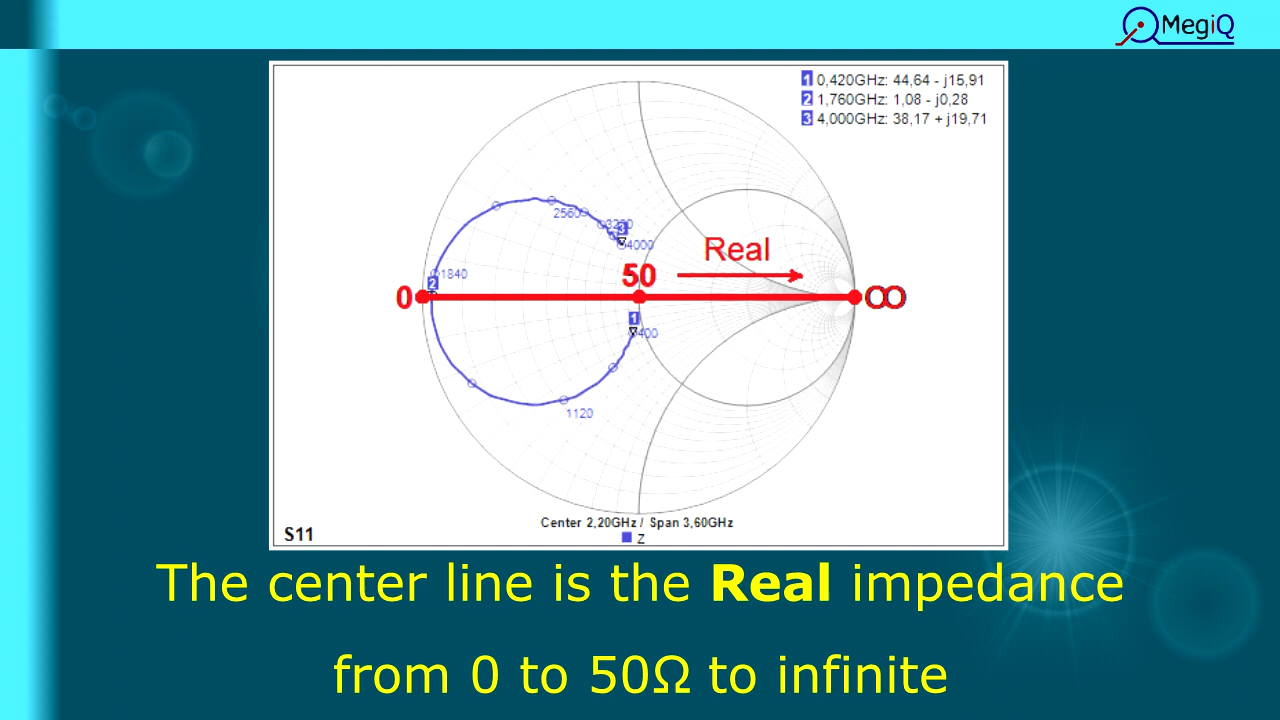 MegiQ
1 0,420GHz: 44,64 - j15,91
2 1,760GHz: 1,08 - j0,28
3 4,000GHz: 38,17 + j19,71
2560
3280
3
4000
Real
1840
2
50
0
∞
1
400
1120
Center 2,20GHz / Span 3,60GHz
S11
Z
The center line is the Real impedance
from 0 to 50Ω to infinite